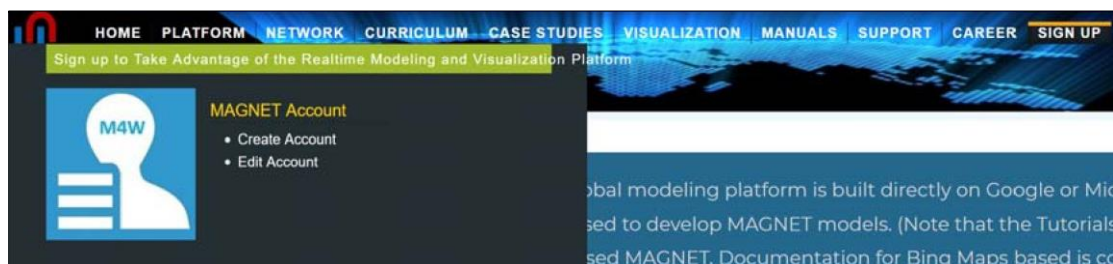 HOME PLATFORM NETWORK CURRICULUM CASE STUDIES VISUALIZATION MANUALS SUPPORT CAREER SIGN UP
Sign up to Take Advantage of the Realtime Modeling and Visualization Platform
M4W
MAGNET Account
• Create Account
• Edit Account
obal modeling platform is built directly on Google or Mic
sed to develop MAGNET models. (Note that the Tutorials
sed MAGNET. Documentation for Bing Maps based is co